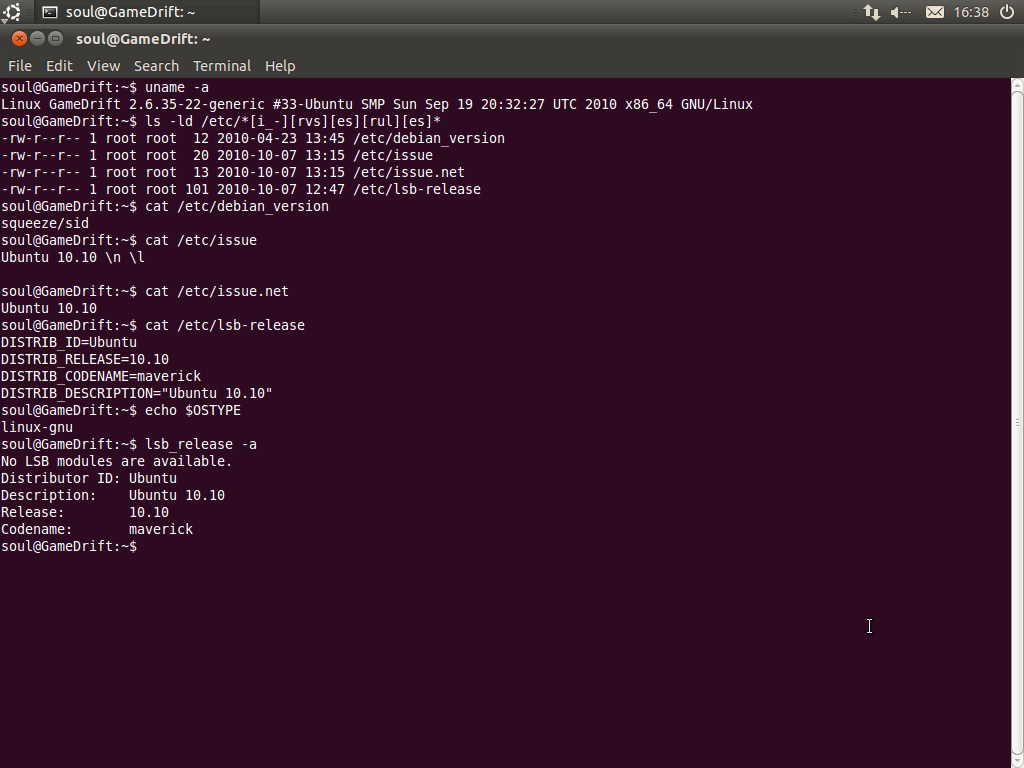 soul@GameDrift: ~
16:38
soul@GameDrift: ~
File Edit View Search Terminal Help
soul@GameDrift:~$ uname -a
Linux GameDrift 2.6.35-22-generic #33-Ubuntu SMP Sun Sep 19 20:32:27 UTC 2010 x86_64 GNU/Linux
soul@GameDrift:~$ ls -ld /etc/*[i_-][rvs][es][rul][es]*
-rw-r--r-- 1 root root  12 2010-04-23 13:45 /etc/debian_version
-rw-r--r-- 1 root root  20 2010-10-07 13:15 /etc/issue
-rw-r--r-- 1 root root  13 2010-10-07 13:15 /etc/issue.net
-rw-r--r-- 1 root root 101 2010-10-07 12:47 /etc/lsb-release
soul@GameDrift:~$ cat /etc/debian_version
squeeze/sid
soul@GameDrift:~$ cat /etc/issue
Ubuntu 10.10 \n \l
soul@GameDrift:~$ cat /etc/issue.net
Ubuntu 10.10
soul@GameDrift:~$ cat /etc/lsb-release
DISTRIB_ID=Ubuntu
DISTRIB_RELEASE=10.10
DISTRIB_CODENAME=maverick
DISTRIB_DESCRIPTION="Ubuntu 10.10"
soul@GameDrift:~$ echo $OSTYPE
linux-gnu
soul@GameDrift:~$ lsb_release -a
No LSB modules are available.
Distributor ID: Ubuntu
Description:    Ubuntu 10.10
Release:        10.10
Codename:       maverick
soul@GameDrift:~$